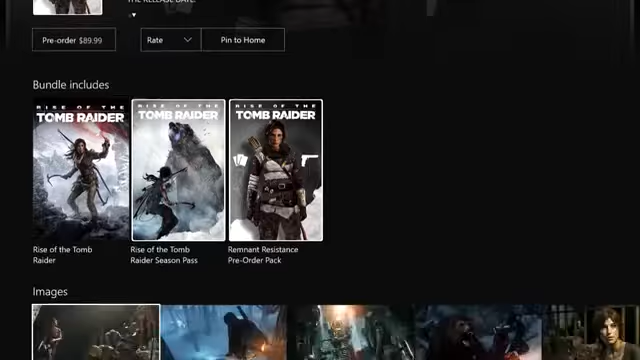 THE RELEASE DATE.
Pre-order $89.99
Rate
Pin to Home
Bundle includes
RISE OF THE
TOMB RAIDER
RISE OF THE
TOMB RAIDER
RISE OF THE
TOMB RAIDER
Rise of the Tomb
Raider
Rise of the Tomb
Raider Season Pass
Remnant Resistance
Pre-Order Pack
Images